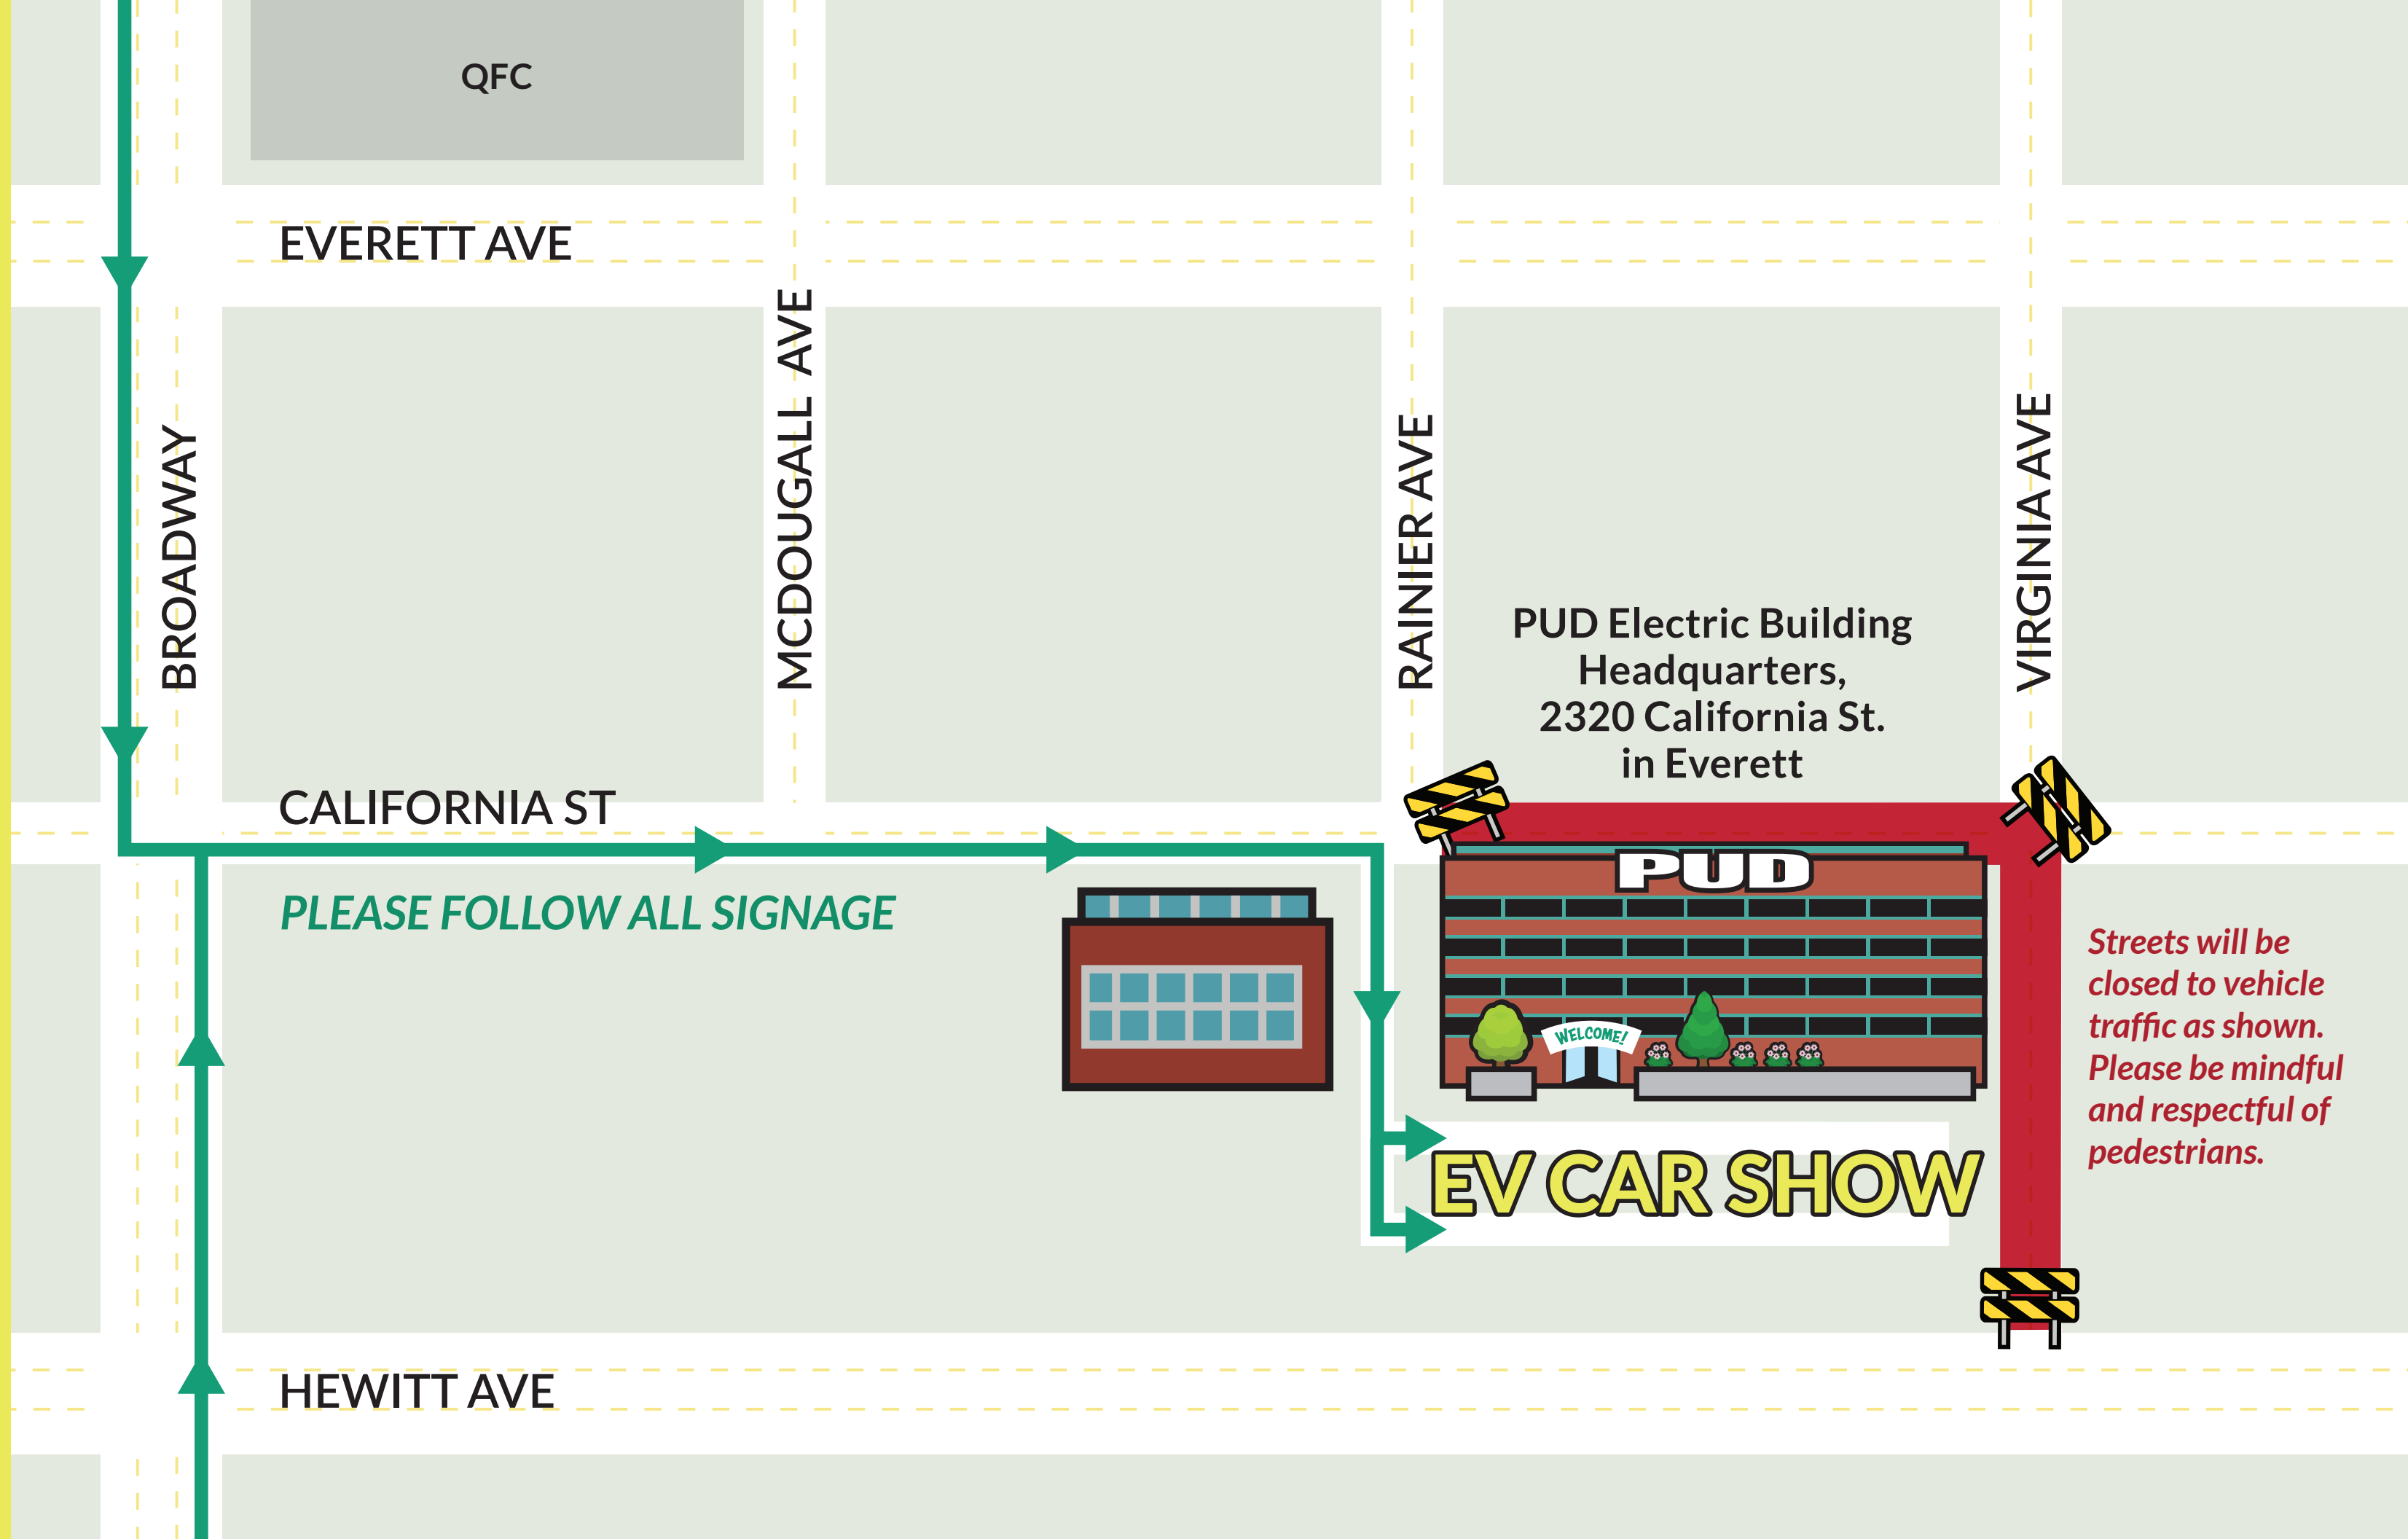 QFC
EVERETT AVE
BROADWAY
MCDOUGALL AVE
RAINIER AVE
VIRGINIA AVE
PUD Electric Building
Headquarters,
2320 California St.
in Everett
CALIFORNIA ST
PLEASE FOLLOW ALL SIGNAGE
PUD
WELCOME!
Streets will be
closed to vehicle
traffic as shown.
Please be mindful
and respectful of
pedestrians.
EV CAR SHOW
HEWITT AVE